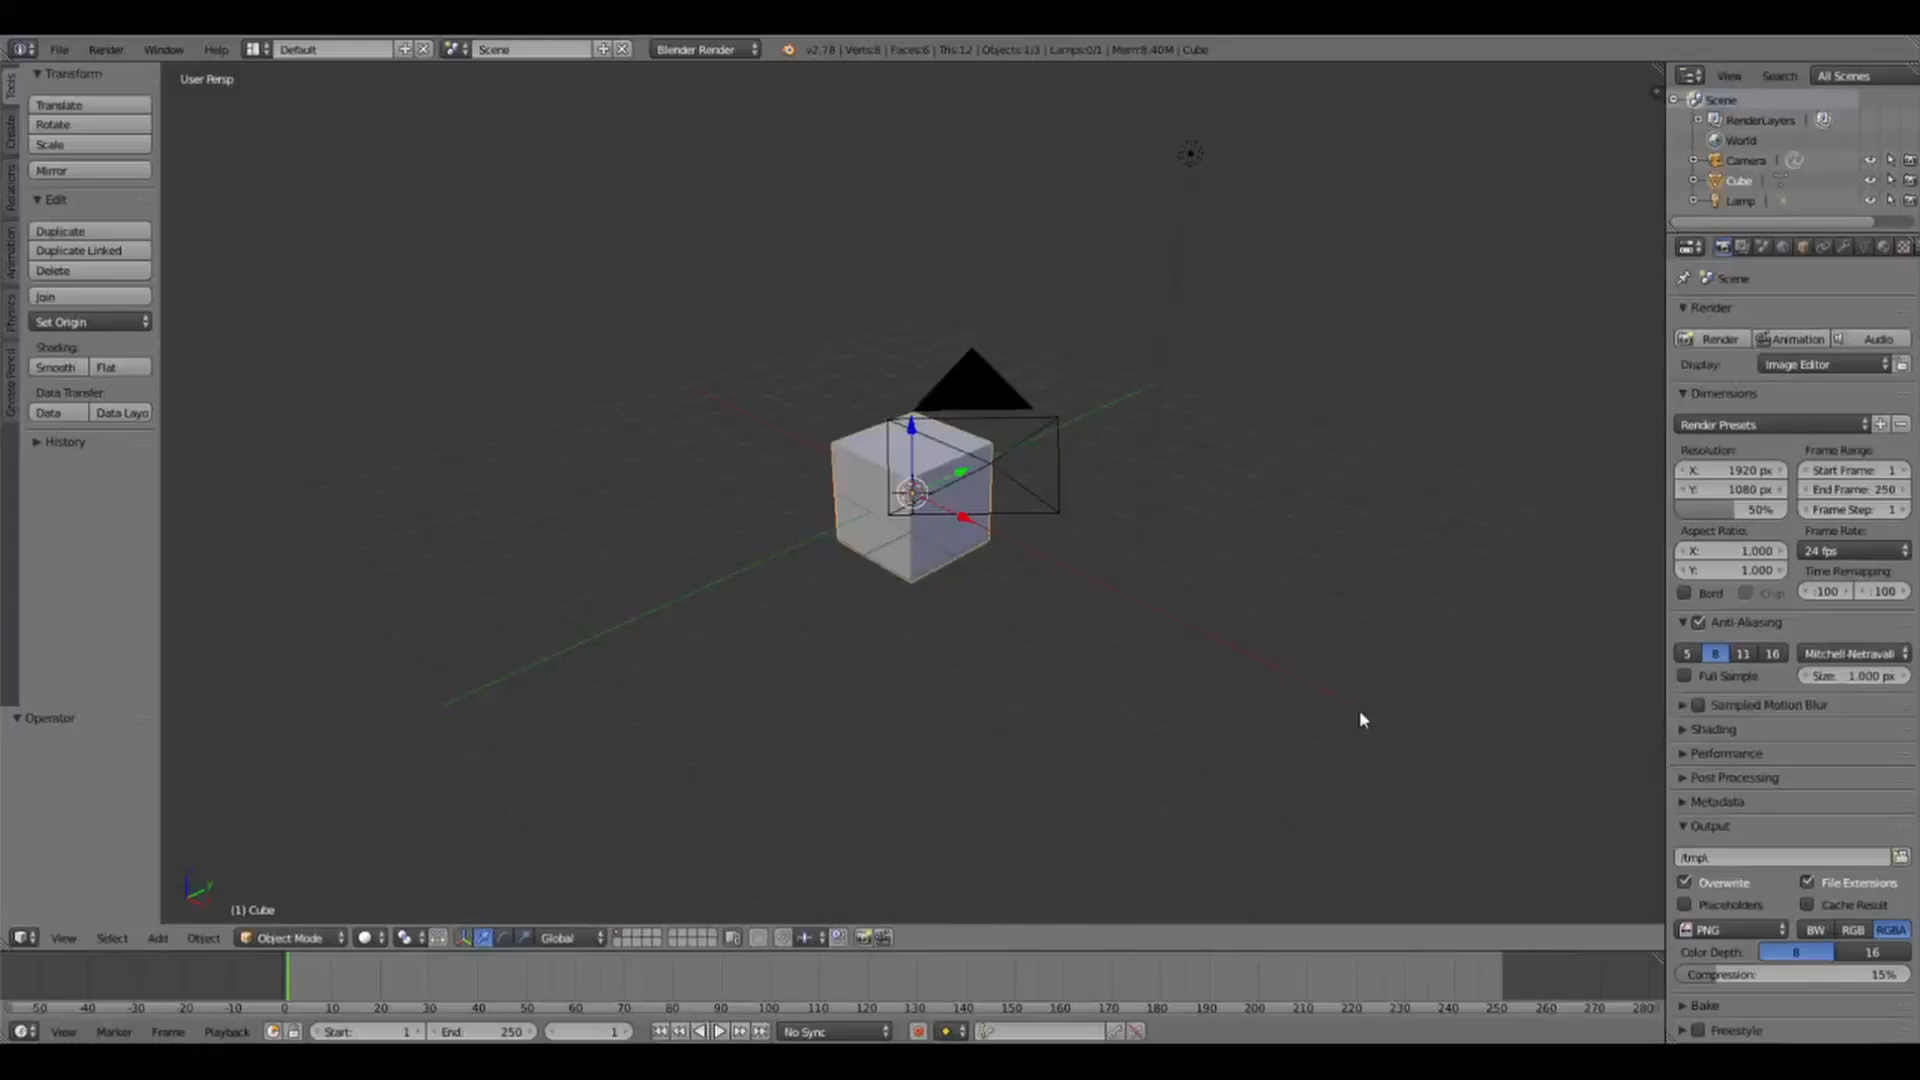 File Render Window Help Default Scene Blender Render v2.78 | Verts:8 | Faces:6 | Tris:12 | Objects:1/3 | Lamps:0/1 | Mem:8.40M | Cube
Tools
Create
Relations
Animation
Physics
Grease Pencil
Transform
Translate
Rotate
Scale
Mirror
Edit
Duplicate
Duplicate Linked
Delete
Join
Set Origin
Shading:
Smooth Flat
Data Transfer:
Data Data Layo
History
Operator
User Persp
(1) Cube
View Search All Scenes
Scene
RenderLayers
World
Camera
Cube
Lamp
Scene
Render
Render Animation Audio
Display: Image Editor
Dimensions
Render Presets
Resolution: Frame Range:
X: 1920 px Start Frame: 1
Y: 1080 px End Frame: 250
50% Frame Step: 1
Aspect Ratio: Frame Rate:
X: 1.000 24 fps
Y: 1.000 Time Remapping:
Bord Crop :100 :100
Anti-Aliasing
5 8 11 16 Mitchell-Netravali
Full Sample Size: 1.000 px
Sampled Motion Blur
Shading
Performance
Post Processing
Metadata
Output
/tmp\
Overwrite File Extensions
Placeholders Cache Result
PNG BW RGB RGBA
Color Depth: 8 16
Compression: 15%
Bake
Freestyle
View Select Add Object Object Mode Global
-50 -40 -30 -20 -10 0 10 20 30 40 50 60 70 80 90 100 110 120 130 140 150 160 170 180 190 200 210 220 230 240 250 260 270 280
View Marker Frame Playback Start: 1 End: 250 1 No Sync